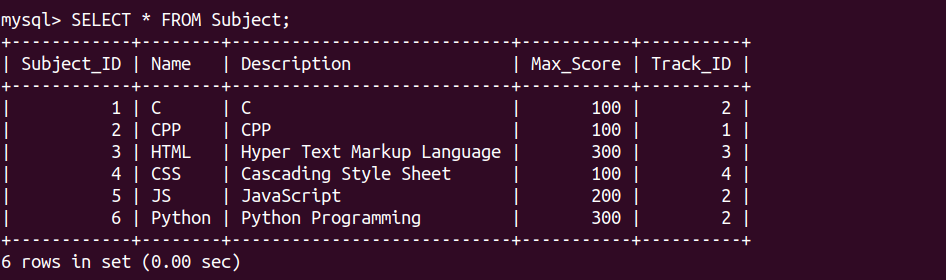 mysql> SELECT * FROM Subject;
+------------+--------+----------------------------+-----------+----------+
| Subject_ID | Name   | Description                | Max_Score | Track_ID |
+------------+--------+----------------------------+-----------+----------+
|          1 | C      | C                          |       100 |        2 |
|          2 | CPP    | CPP                        |       100 |        1 |
|          3 | HTML   | Hyper Text Markup Language |       300 |        3 |
|          4 | CSS    | Cascading Style Sheet      |       100 |        4 |
|          5 | JS     | JavaScript                 |       200 |        2 |
|          6 | Python | Python Programming         |       300 |        2 |
+------------+--------+----------------------------+-----------+----------+
6 rows in set (0.00 sec)